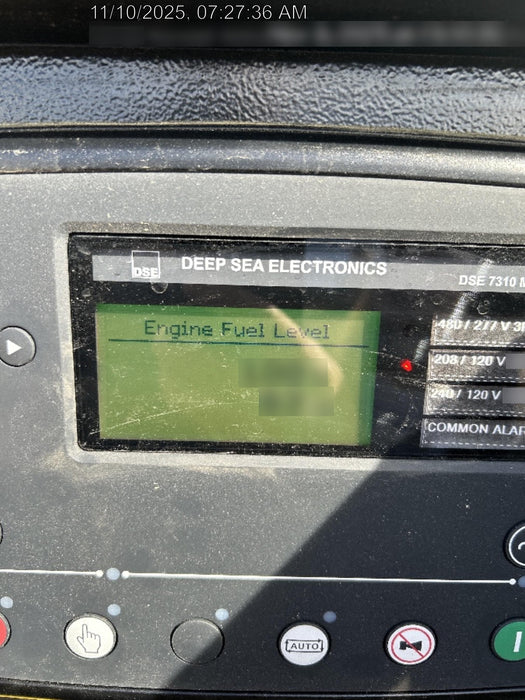 11/10/2025, 07:27:36 AM
DSE
DEEP SEA ELECTRONICS
DSE 7310 M
Engine Fuel Level
480 / 277 V 3
208 / 120 V
240 / 120 V
COMMON ALAR
AUTO
I